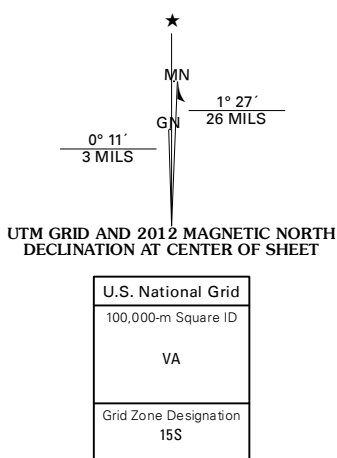 ★
MN
1° 27´
26 MILS
GN
0° 11´
3 MILS
UTM GRID AND 2012 MAGNETIC NORTH
DECLINATION AT CENTER OF SHEET
U.S. National Grid
100,000-m Square ID
VA
Grid Zone Designation
15S